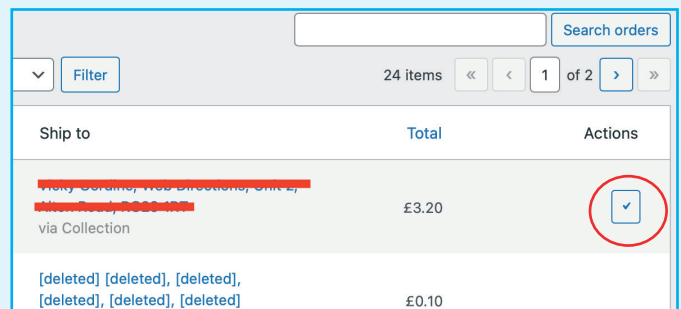 Search orders
Filter
24 items « ‹ 1 of 2 › »
Ship to Total Actions
£3.20
via Collection
[deleted] [deleted], [deleted],
[deleted], [deleted], [deleted]
£0.10